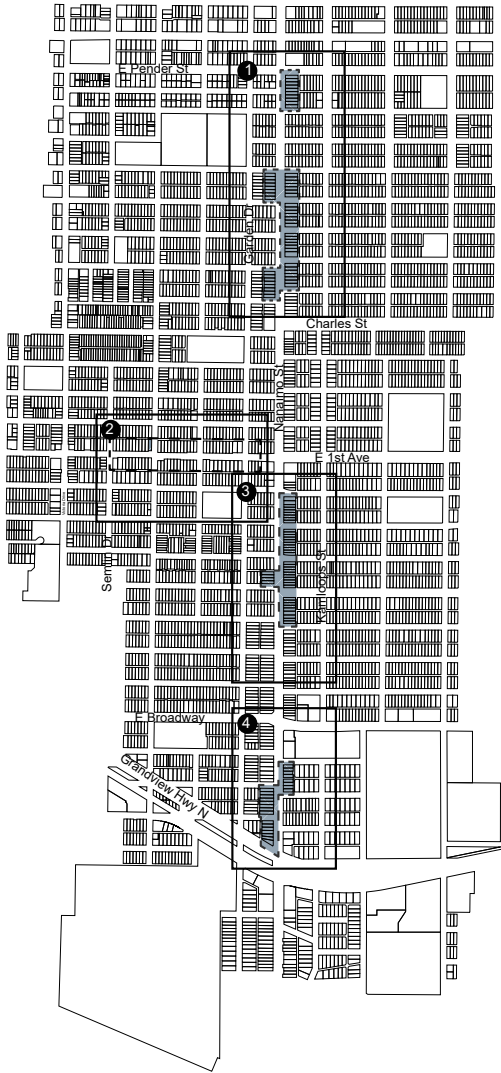 E Pender St
1
Garden Dr
Charles St
Nanaimo St
2
E 1st Ave
3
Semlin Dr
Kamloops St
E Broadway
4
Grandview Hwy N